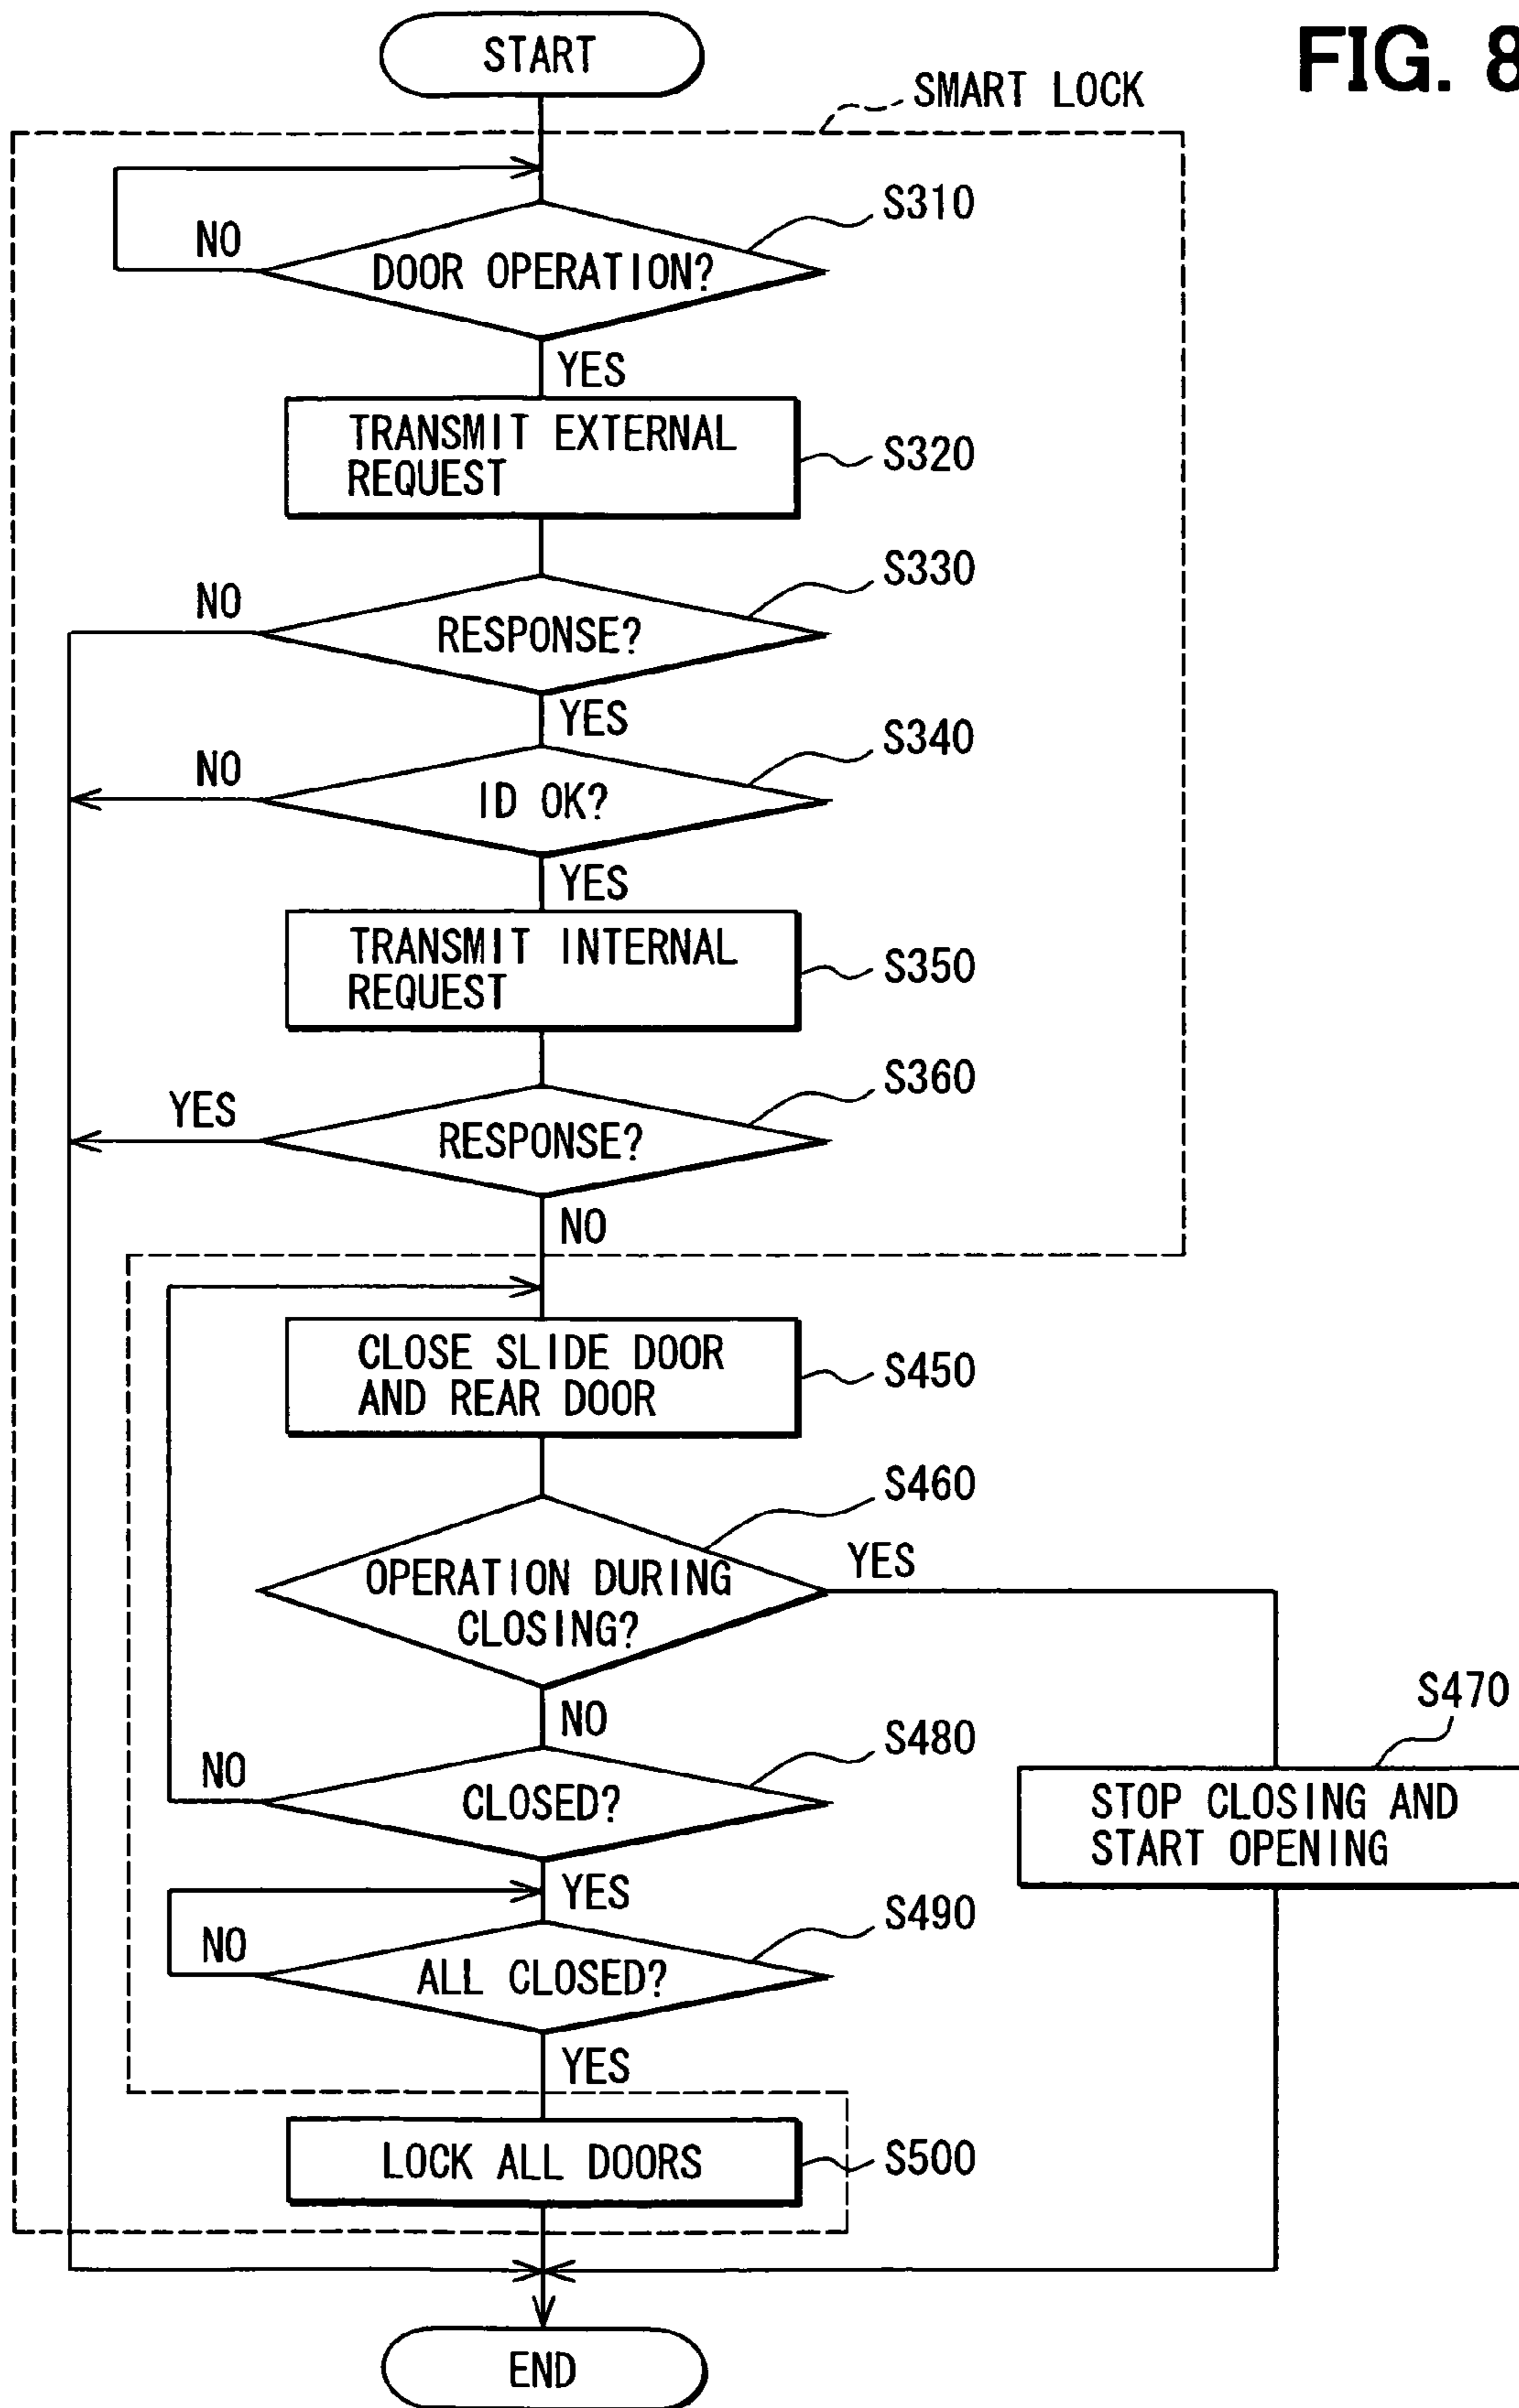 FIG. 8
START
SMART LOCK
S310
NO
DOOR OPERATION?
YES
TRANSMIT EXTERNAL
REQUEST
S320
S330
NO
RESPONSE?
YES
S340
NO
ID OK?
YES
TRANSMIT INTERNAL
REQUEST
S350
S360
YES
RESPONSE?
NO
CLOSE SLIDE DOOR
AND REAR DOOR
S450
S460
YES
OPERATION DURING
CLOSING?
NO
S470
S480
NO
CLOSED?
STOP CLOSING AND
START OPENING
YES
S490
NO
ALL CLOSED?
YES
LOCK ALL DOORS
S500
END